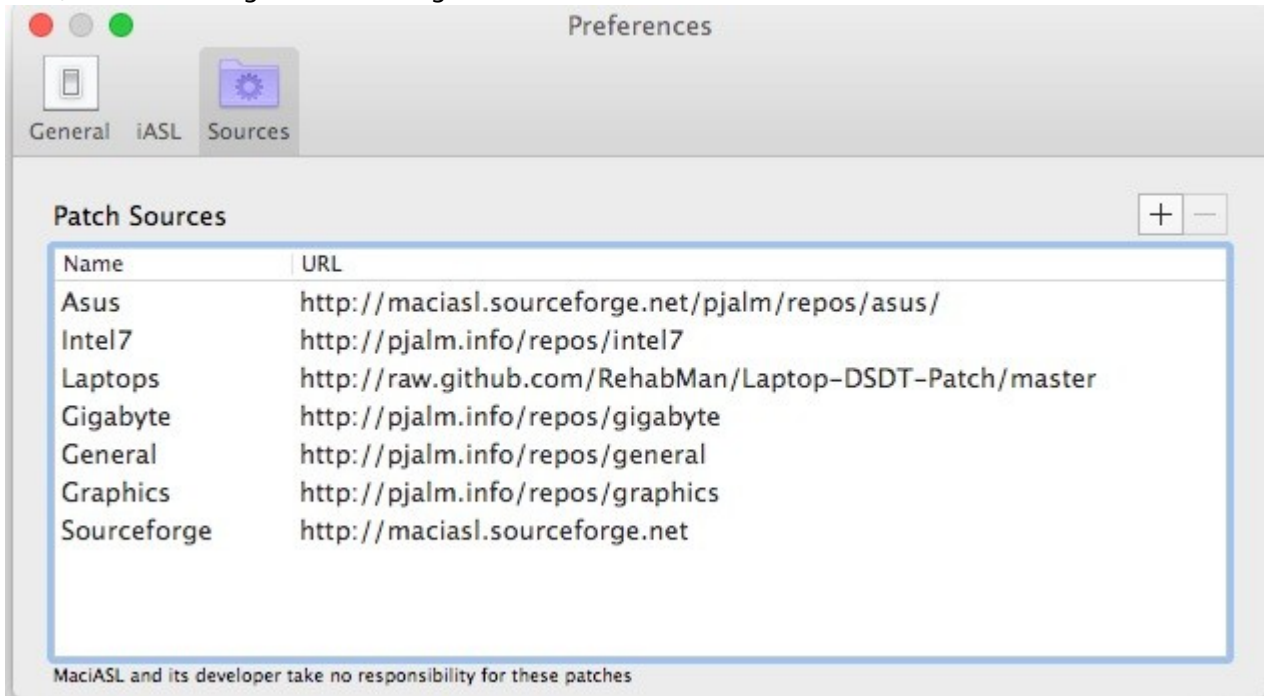 Preferences
General iASL Sources
Patch Sources
+ −
Name URL
Asus http://maciasl.sourceforge.net/pjalm/repos/asus/
Intel7 http://pjalm.info/repos/intel7
Laptops http://raw.github.com/RehabMan/Laptop-DSDT-Patch/master
Gigabyte http://pjalm.info/repos/gigabyte
General http://pjalm.info/repos/general
Graphics http://pjalm.info/repos/graphics
Sourceforge http://maciasl.sourceforge.net
MaciASL and its developer take no responsibility for these patches